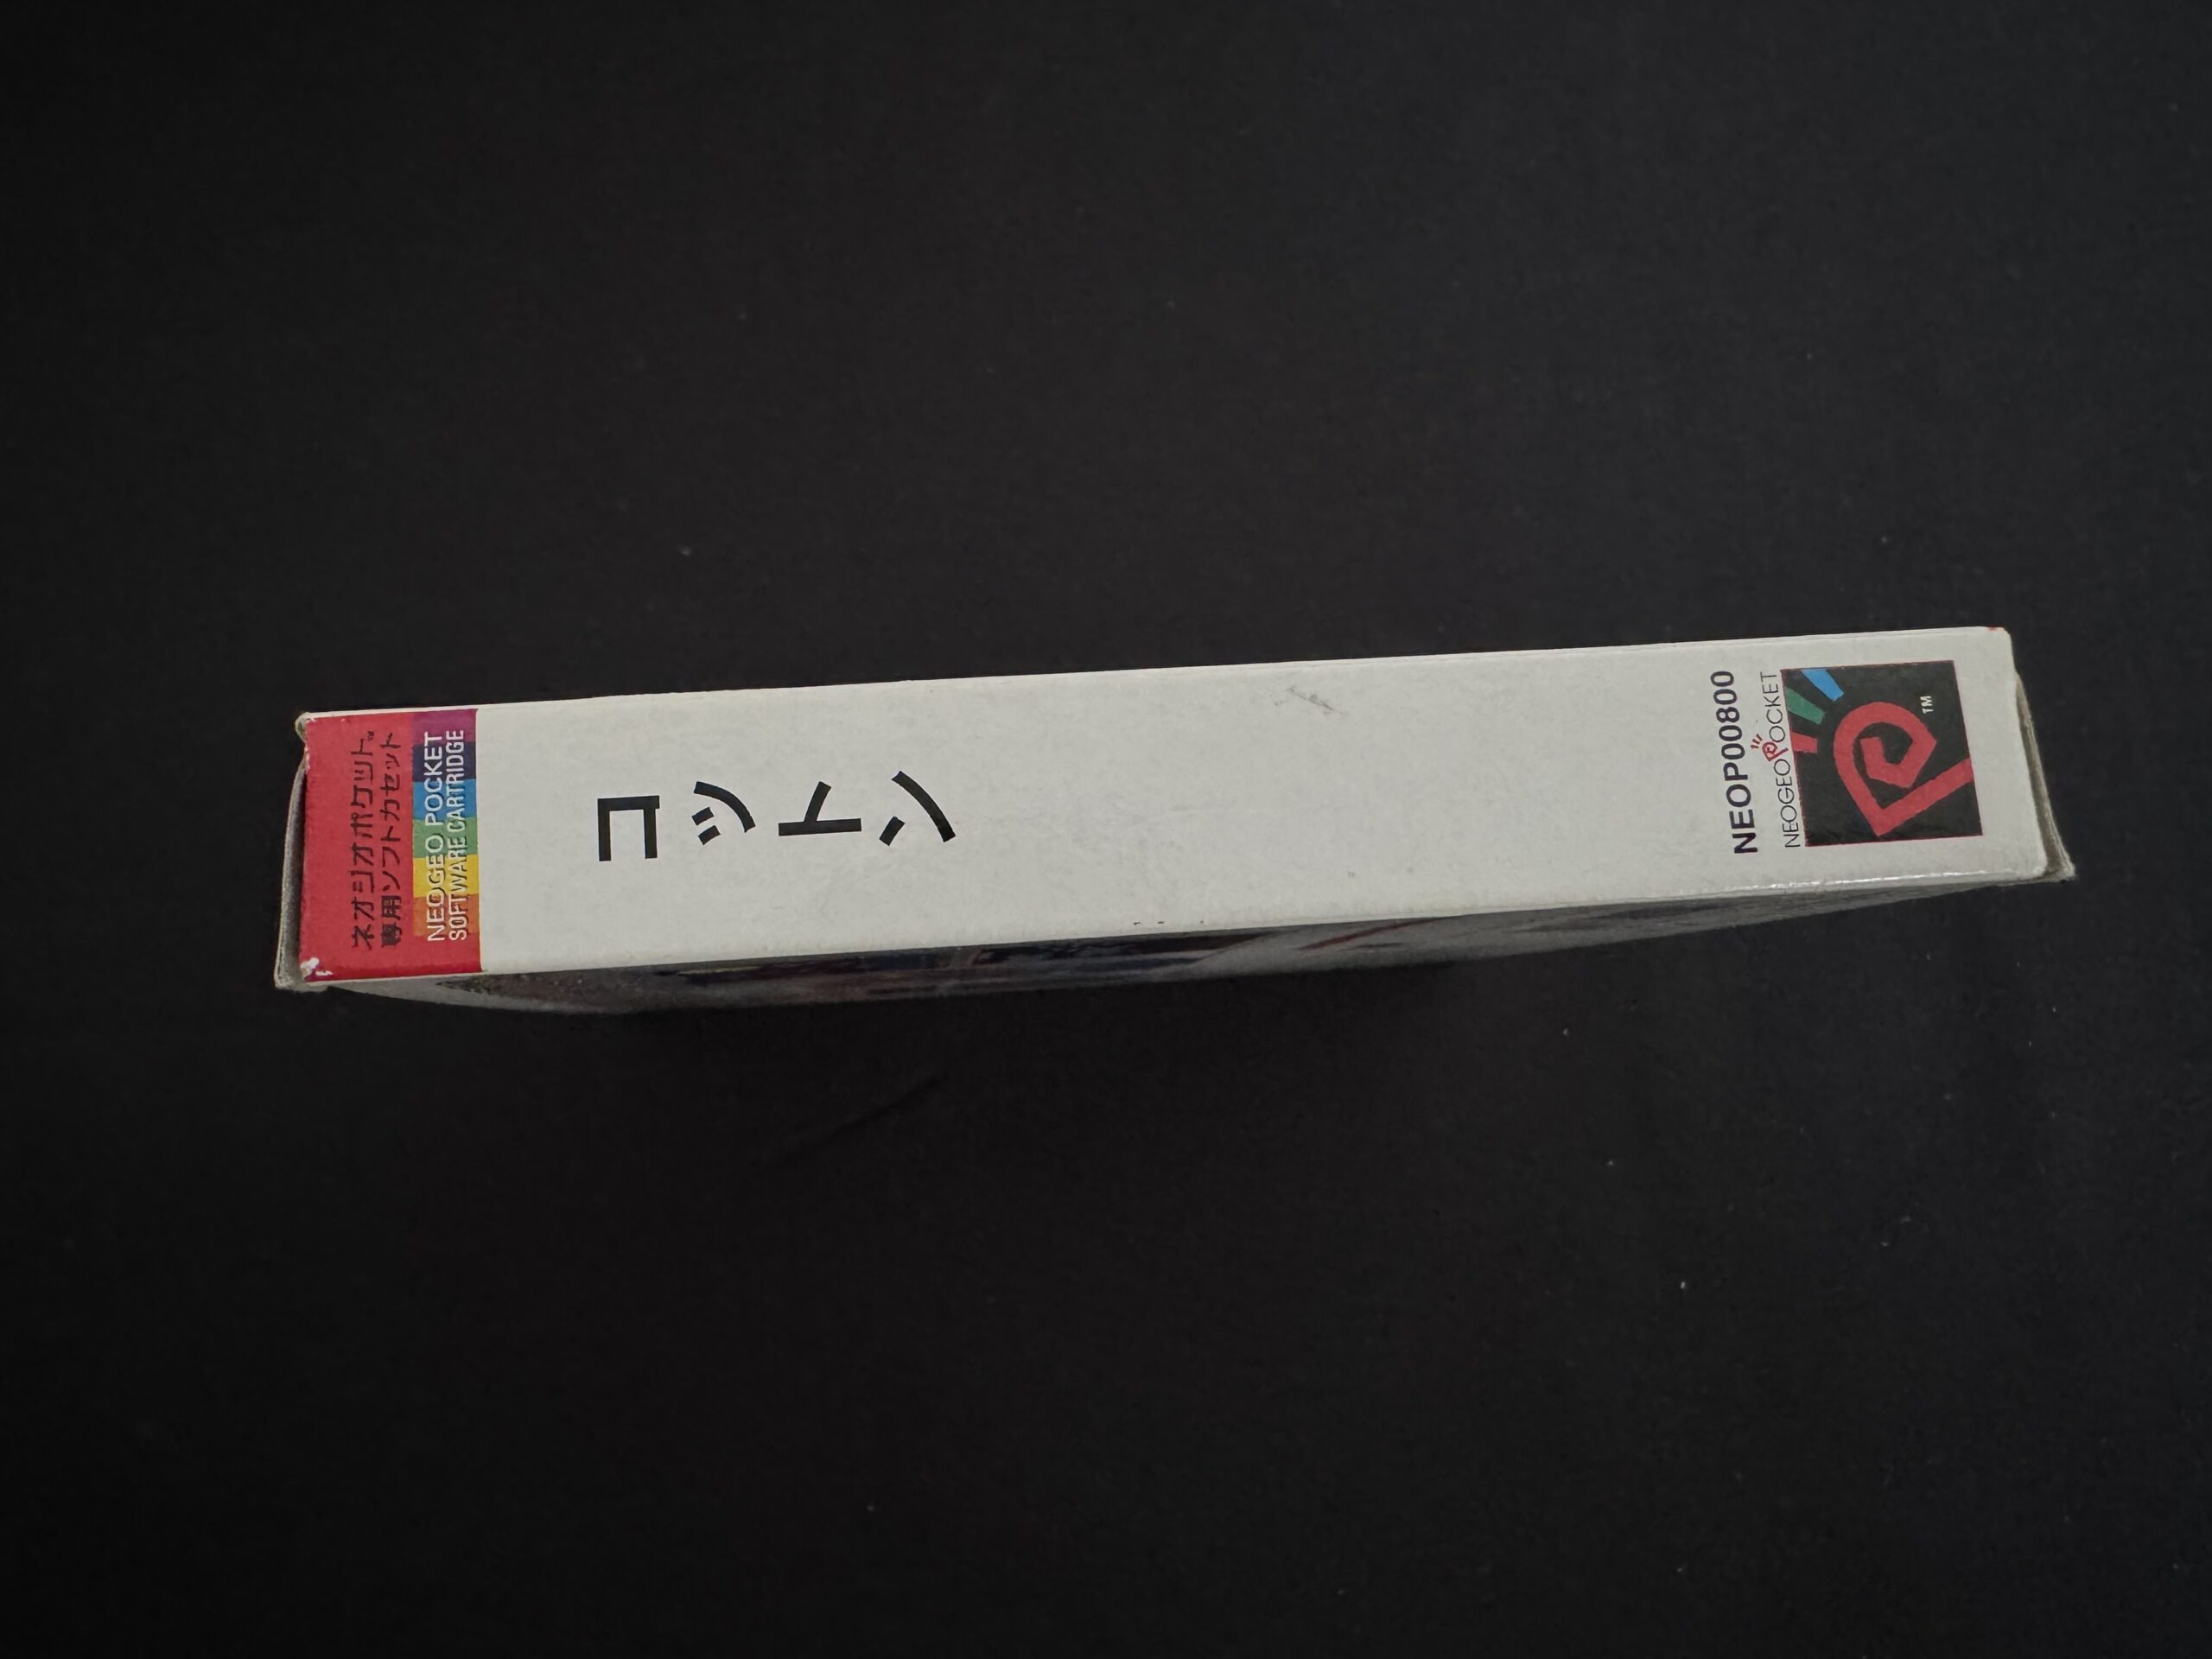 ネオジオポケット™
専用ソフトカセット
NEOGEO POCKET
SOFTWARE CARTRIDGE
コットン
NEOP00800
NEOGEO POCKET
TM